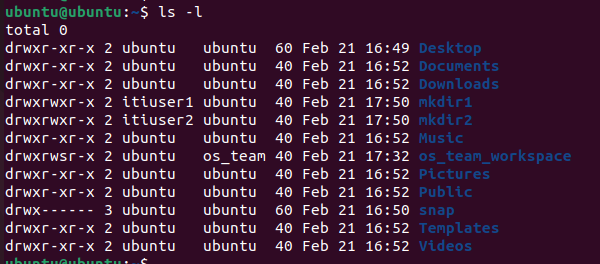 ubuntu@ubuntu:~$ ls -l
total 0
drwxr-xr-x 2 ubuntu   ubuntu  60 Feb 21 16:49 Desktop
drwxr-xr-x 2 ubuntu   ubuntu  40 Feb 21 16:52 Documents
drwxr-xr-x 2 ubuntu   ubuntu  40 Feb 21 16:52 Downloads
drwxrwxr-x 2 itiuser1 ubuntu  40 Feb 21 17:50 mkdir1
drwxrwxr-x 2 itiuser2 ubuntu  40 Feb 21 17:50 mkdir2
drwxr-xr-x 2 ubuntu   ubuntu  40 Feb 21 16:52 Music
drwxrwsr-x 2 ubuntu   os_team 40 Feb 21 17:32 os_team_workspace
drwxr-xr-x 2 ubuntu   ubuntu  40 Feb 21 16:52 Pictures
drwxr-xr-x 2 ubuntu   ubuntu  40 Feb 21 16:52 Public
drwx------ 3 ubuntu   ubuntu  60 Feb 21 16:50 snap
drwxr-xr-x 2 ubuntu   ubuntu  40 Feb 21 16:52 Templates
drwxr-xr-x 2 ubuntu   ubuntu  40 Feb 21 16:52 Videos
ubuntu@ubuntu:~$